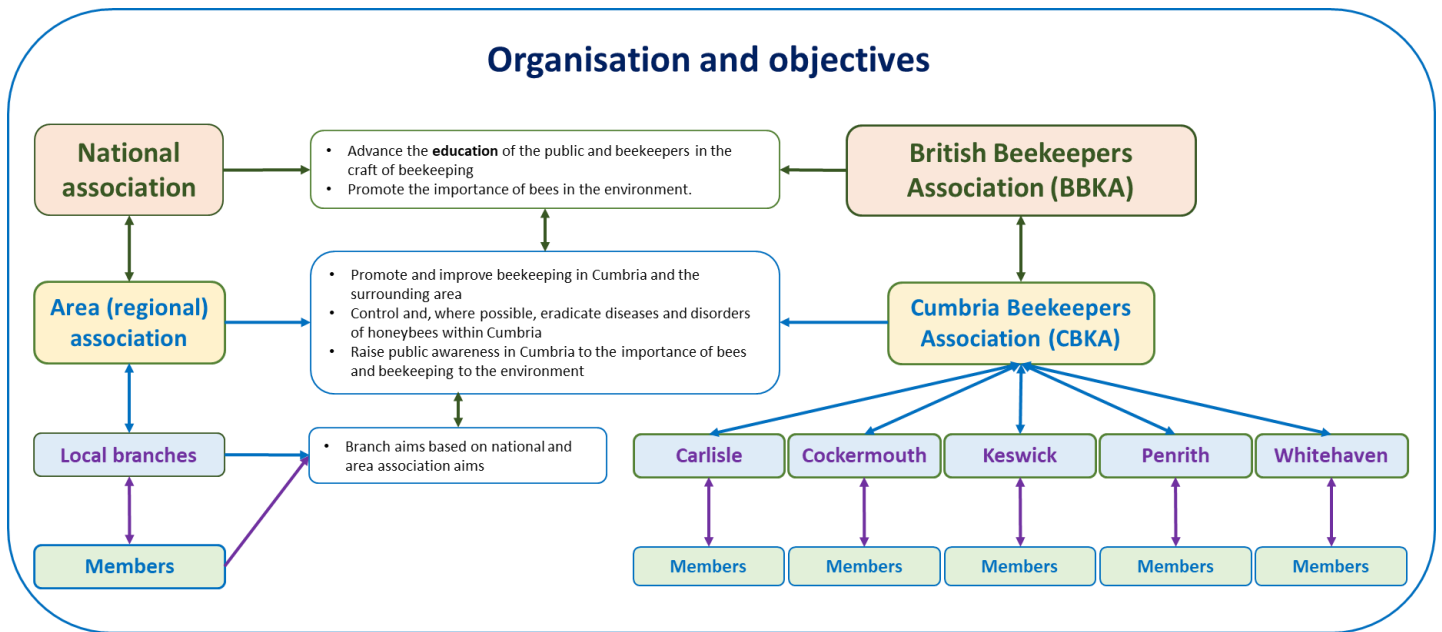 Organisation and objectives
National
association
• Advance the education of the public and beekeepers in the
craft of beekeeping
• Promote the importance of bees in the environment.
British Beekeepers
Association (BBKA)
Area (regional)
association
• Promote and improve beekeeping in Cumbria and the
surrounding area
• Control and, where possible, eradicate diseases and disorders
of honeybees within Cumbria
• Raise public awareness in Cumbria to the importance of bees
and beekeeping to the environment
Cumbria Beekeepers
Association (CBKA)
Local branches
• Branch aims based on national and
area association aims
Carlisle
Cockermouth
Keswick
Penrith
Whitehaven
Members
Members
Members
Members
Members
Members